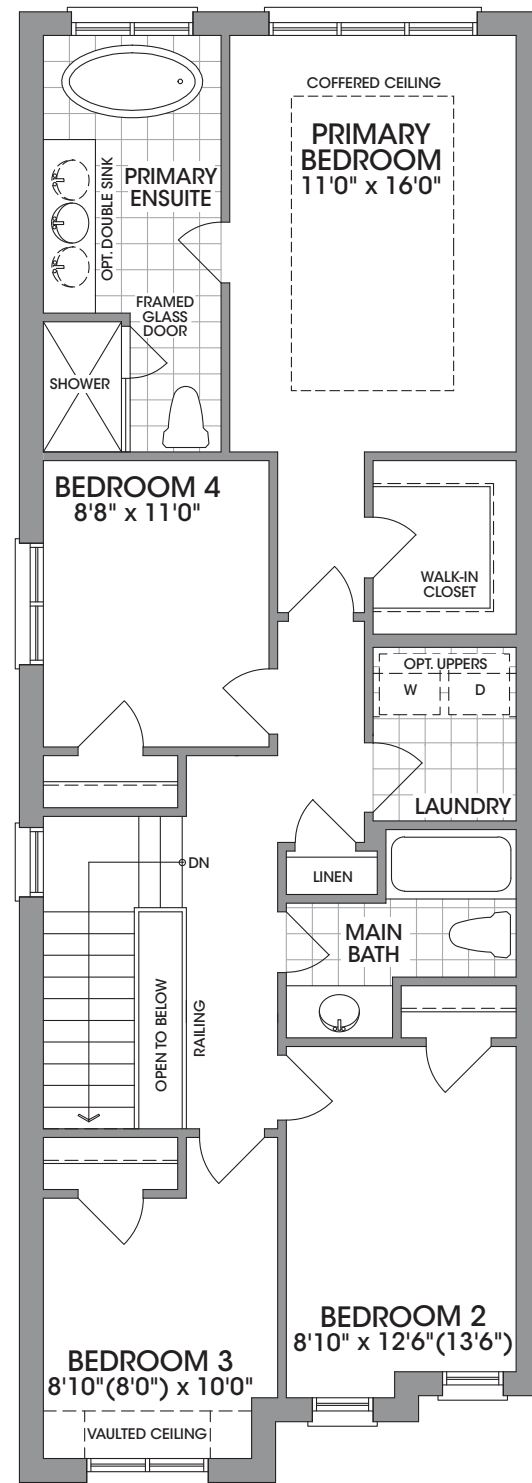 COFFERED CEILING
PRIMARY
BEDROOM
11'0" x 16'0"
PRIMARY
ENSUITE
OPT. DOUBLE SINK
FRAMED
GLASS
DOOR
SHOWER
BEDROOM 4
8'8" x 11'0"
WALK-IN
CLOSET
OPT. UPPERS
W
D
LAUNDRY
DN
LINEN
MAIN
BATH
OPEN TO BELOW
RAILING
BEDROOM 2
8'10" x 12'6"(13'6")
BEDROOM 3
8'10"(8'0") x 10'0"
VAULTED CEILING